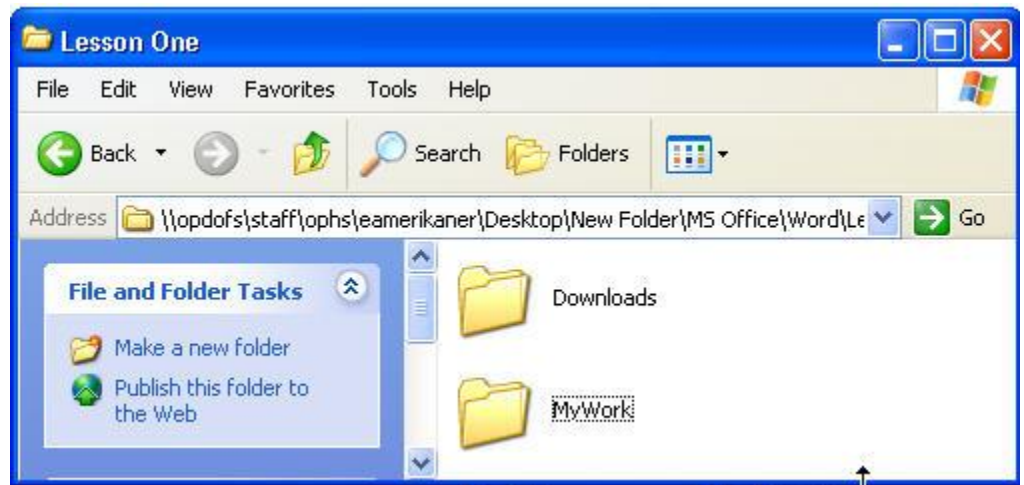 Lesson One
File Edit View Favorites Tools Help
Back Search Folders
Address \\opdofs\staff\ophs\eamerikaner\Desktop\New Folder\MS Office\Word\Le Go
File and Folder Tasks
Make a new folder
Publish this folder to
the Web
Downloads
MyWork